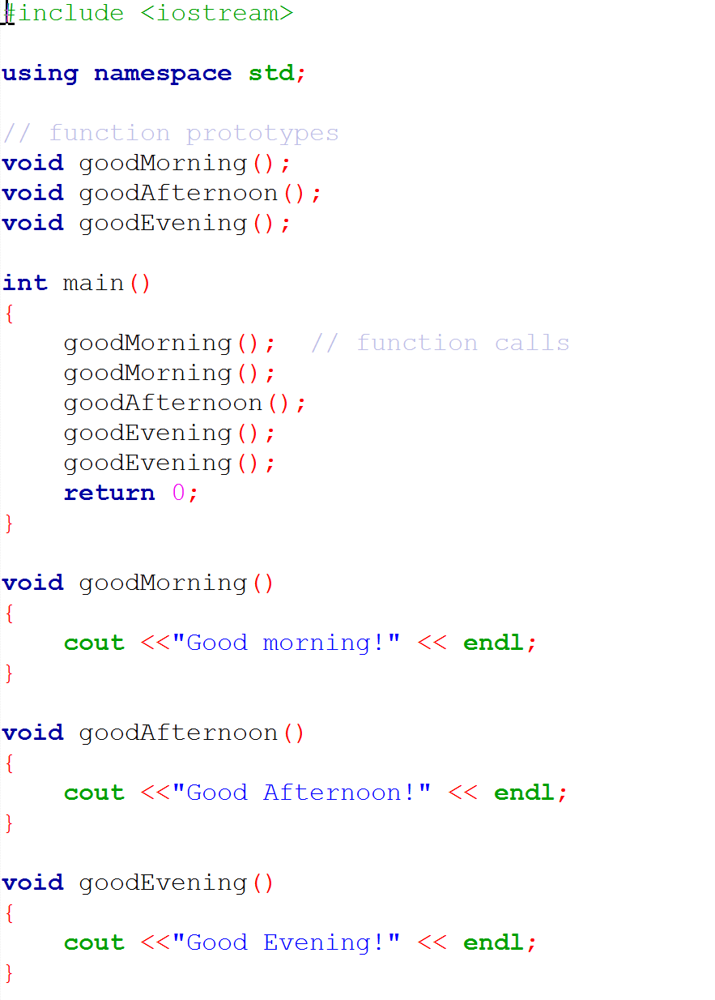 #include <iostream>

using namespace std;

// function prototypes
void goodMorning();
void goodAfternoon();
void goodEvening();

int main()
{
    goodMorning();  // function calls
    goodMorning();
    goodAfternoon();
    goodEvening();
    goodEvening();
    return 0;
}

void goodMorning()
{
    cout <<"Good morning!" << endl;
}

void goodAfternoon()
{
    cout <<"Good Afternoon!" << endl;
}

void goodEvening()
{
    cout <<"Good Evening!" << endl;
}